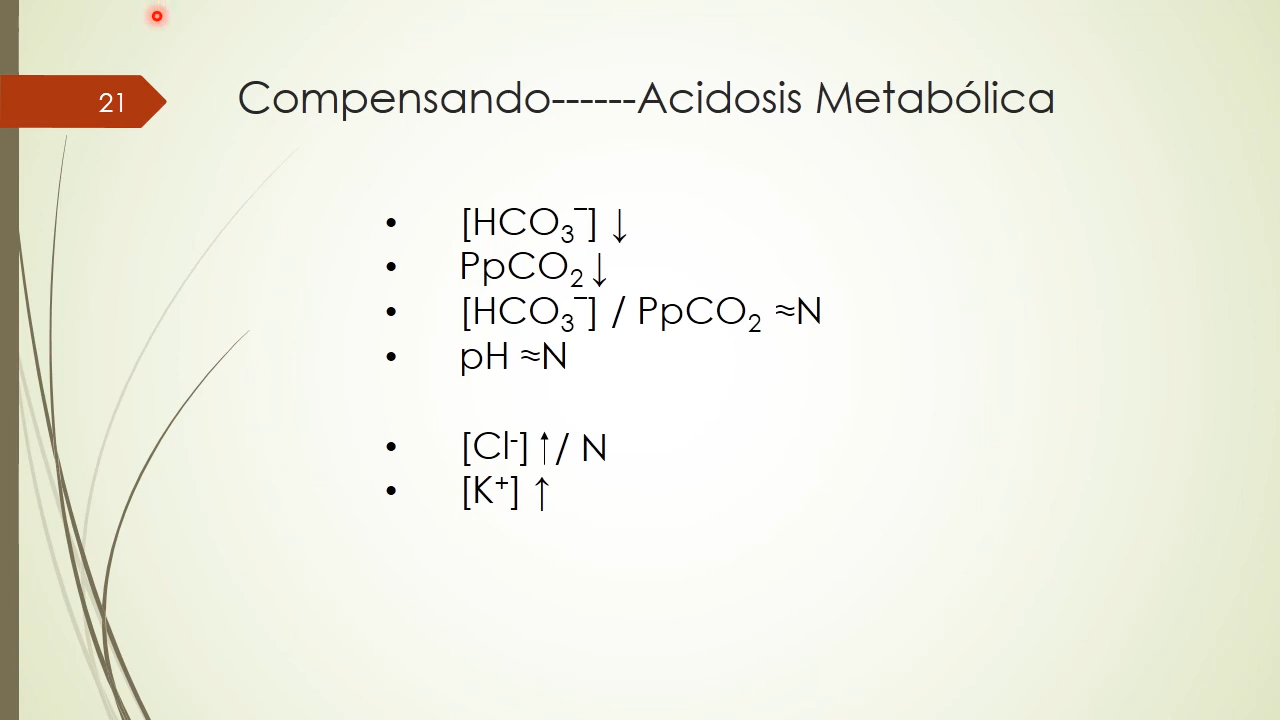 21
Compensando------Acidosis Metabólica
• [HCO₃⁻] ↓
• PpCO₂ ↓
• [HCO₃⁻] / PpCO₂ ≈N
• pH ≈N
• [Cl⁻] ↑/ N
• [K⁺] ↑